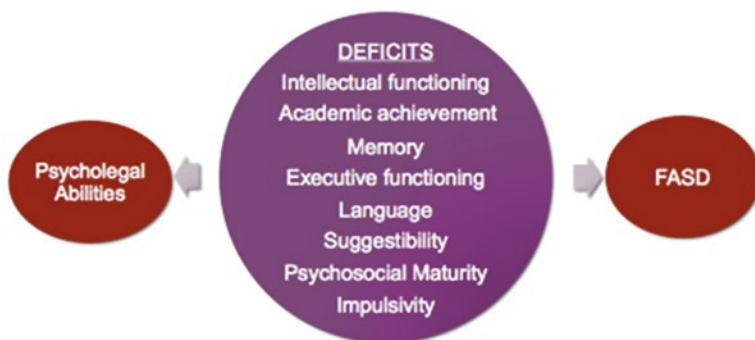 DEFICITS
Intellectual functioning
Academic achievement
Memory
Executive functioning
Language
Suggestibility
Psychosocial Maturity
Impulsivity
Psycholegal
Abilities
FASD